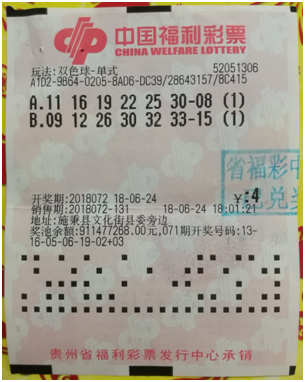 中国福利彩票
CHINA WELFARE LOTTERY
玩法:双色球-单式 52051306
A1D2-9B64-0205-8AD6-DC39/28643157/8C415
A.11 16 19 22 25 30-08 (1)
B.09 12 26 30 32 33-15 (1)
省福彩中
兑奖
开奖期:2018072 18-06-24 ¥:4
销售期:2018072-131 18-06-24 18:01:21
地址:施秉县文化街县委旁边
奖池余额:911477268.00元,071期开奖号码:13-
16-05-06-19-02+03
贵州省福利彩票发行中心承销